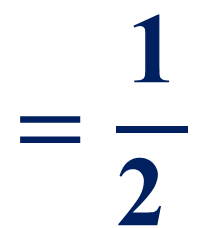 = 1/2